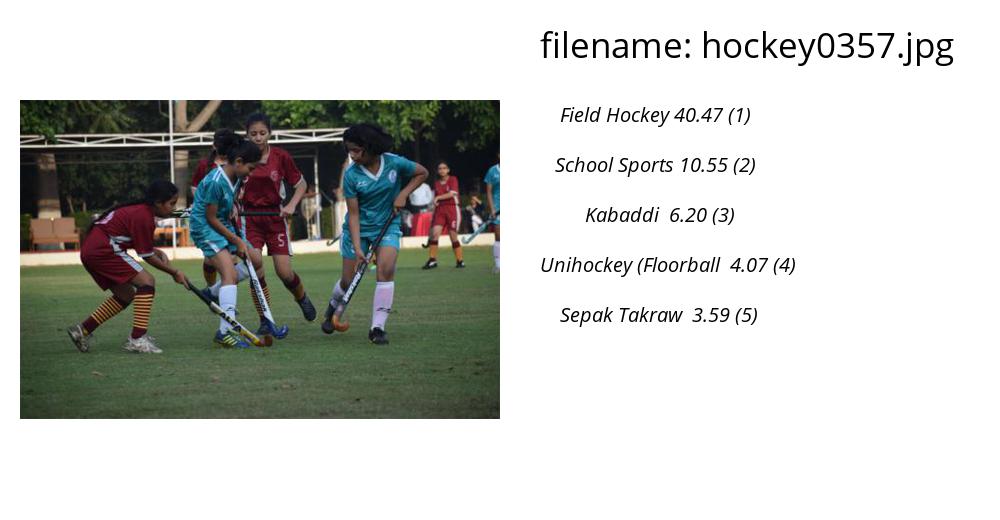 filename: hockey0357.jpg
Field Hockey 40.47 (1)
School Sports 10.55 (2)
Kabaddi 6.20 (3)
Unihockey (Floorball 4.07 (4)
Sepak Takraw 3.59 (5)
5